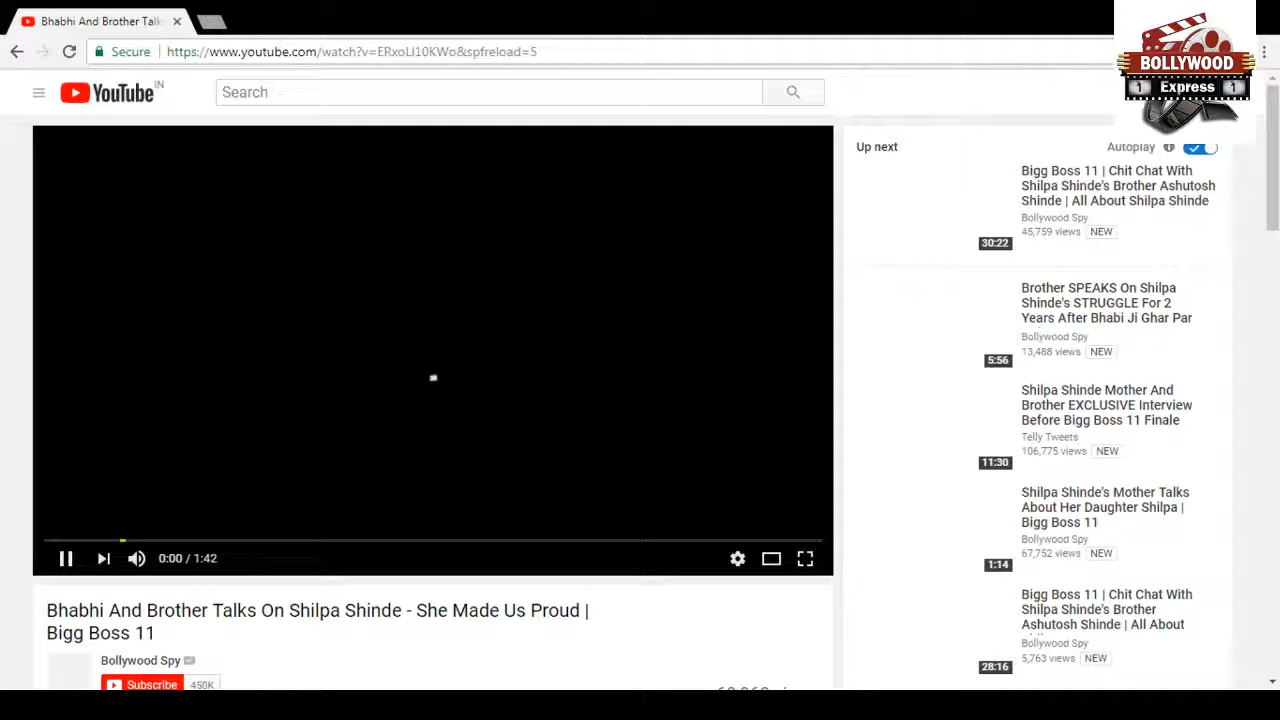 Bhabhi And Brother Talk
Secure
https://www.youtube.com/watch?v=ERxoLI10KWo&spfreload=5
BOLLYWOOD
1 Express 1
YouTube IN
Search
Up next
Autoplay
Bigg Boss 11 | Chit Chat With
Shilpa Shinde's Brother Ashutosh
Shinde | All About Shilpa Shinde
Bollywood Spy
45,759 views NEW
30:22
Brother SPEAKS On Shilpa
Shinde's STRUGGLE For 2
Years After Bhabi Ji Ghar Par
Bollywood Spy
13,488 views NEW
5:56
Shilpa Shinde Mother And
Brother EXCLUSIVE Interview
Before Bigg Boss 11 Finale
Telly Tweets
106,775 views NEW
11:30
Shilpa Shinde's Mother Talks
About Her Daughter Shilpa |
Bigg Boss 11
Bollywood Spy
67,752 views NEW
1:14
Bigg Boss 11 | Chit Chat With
Shilpa Shinde's Brother
Ashutosh Shinde | All About
Bollywood Spy
5,763 views NEW
28:16
0:00 / 1:42
Bhabhi And Brother Talks On Shilpa Shinde - She Made Us Proud |
Bigg Boss 11
Bollywood Spy
Subscribe 450K